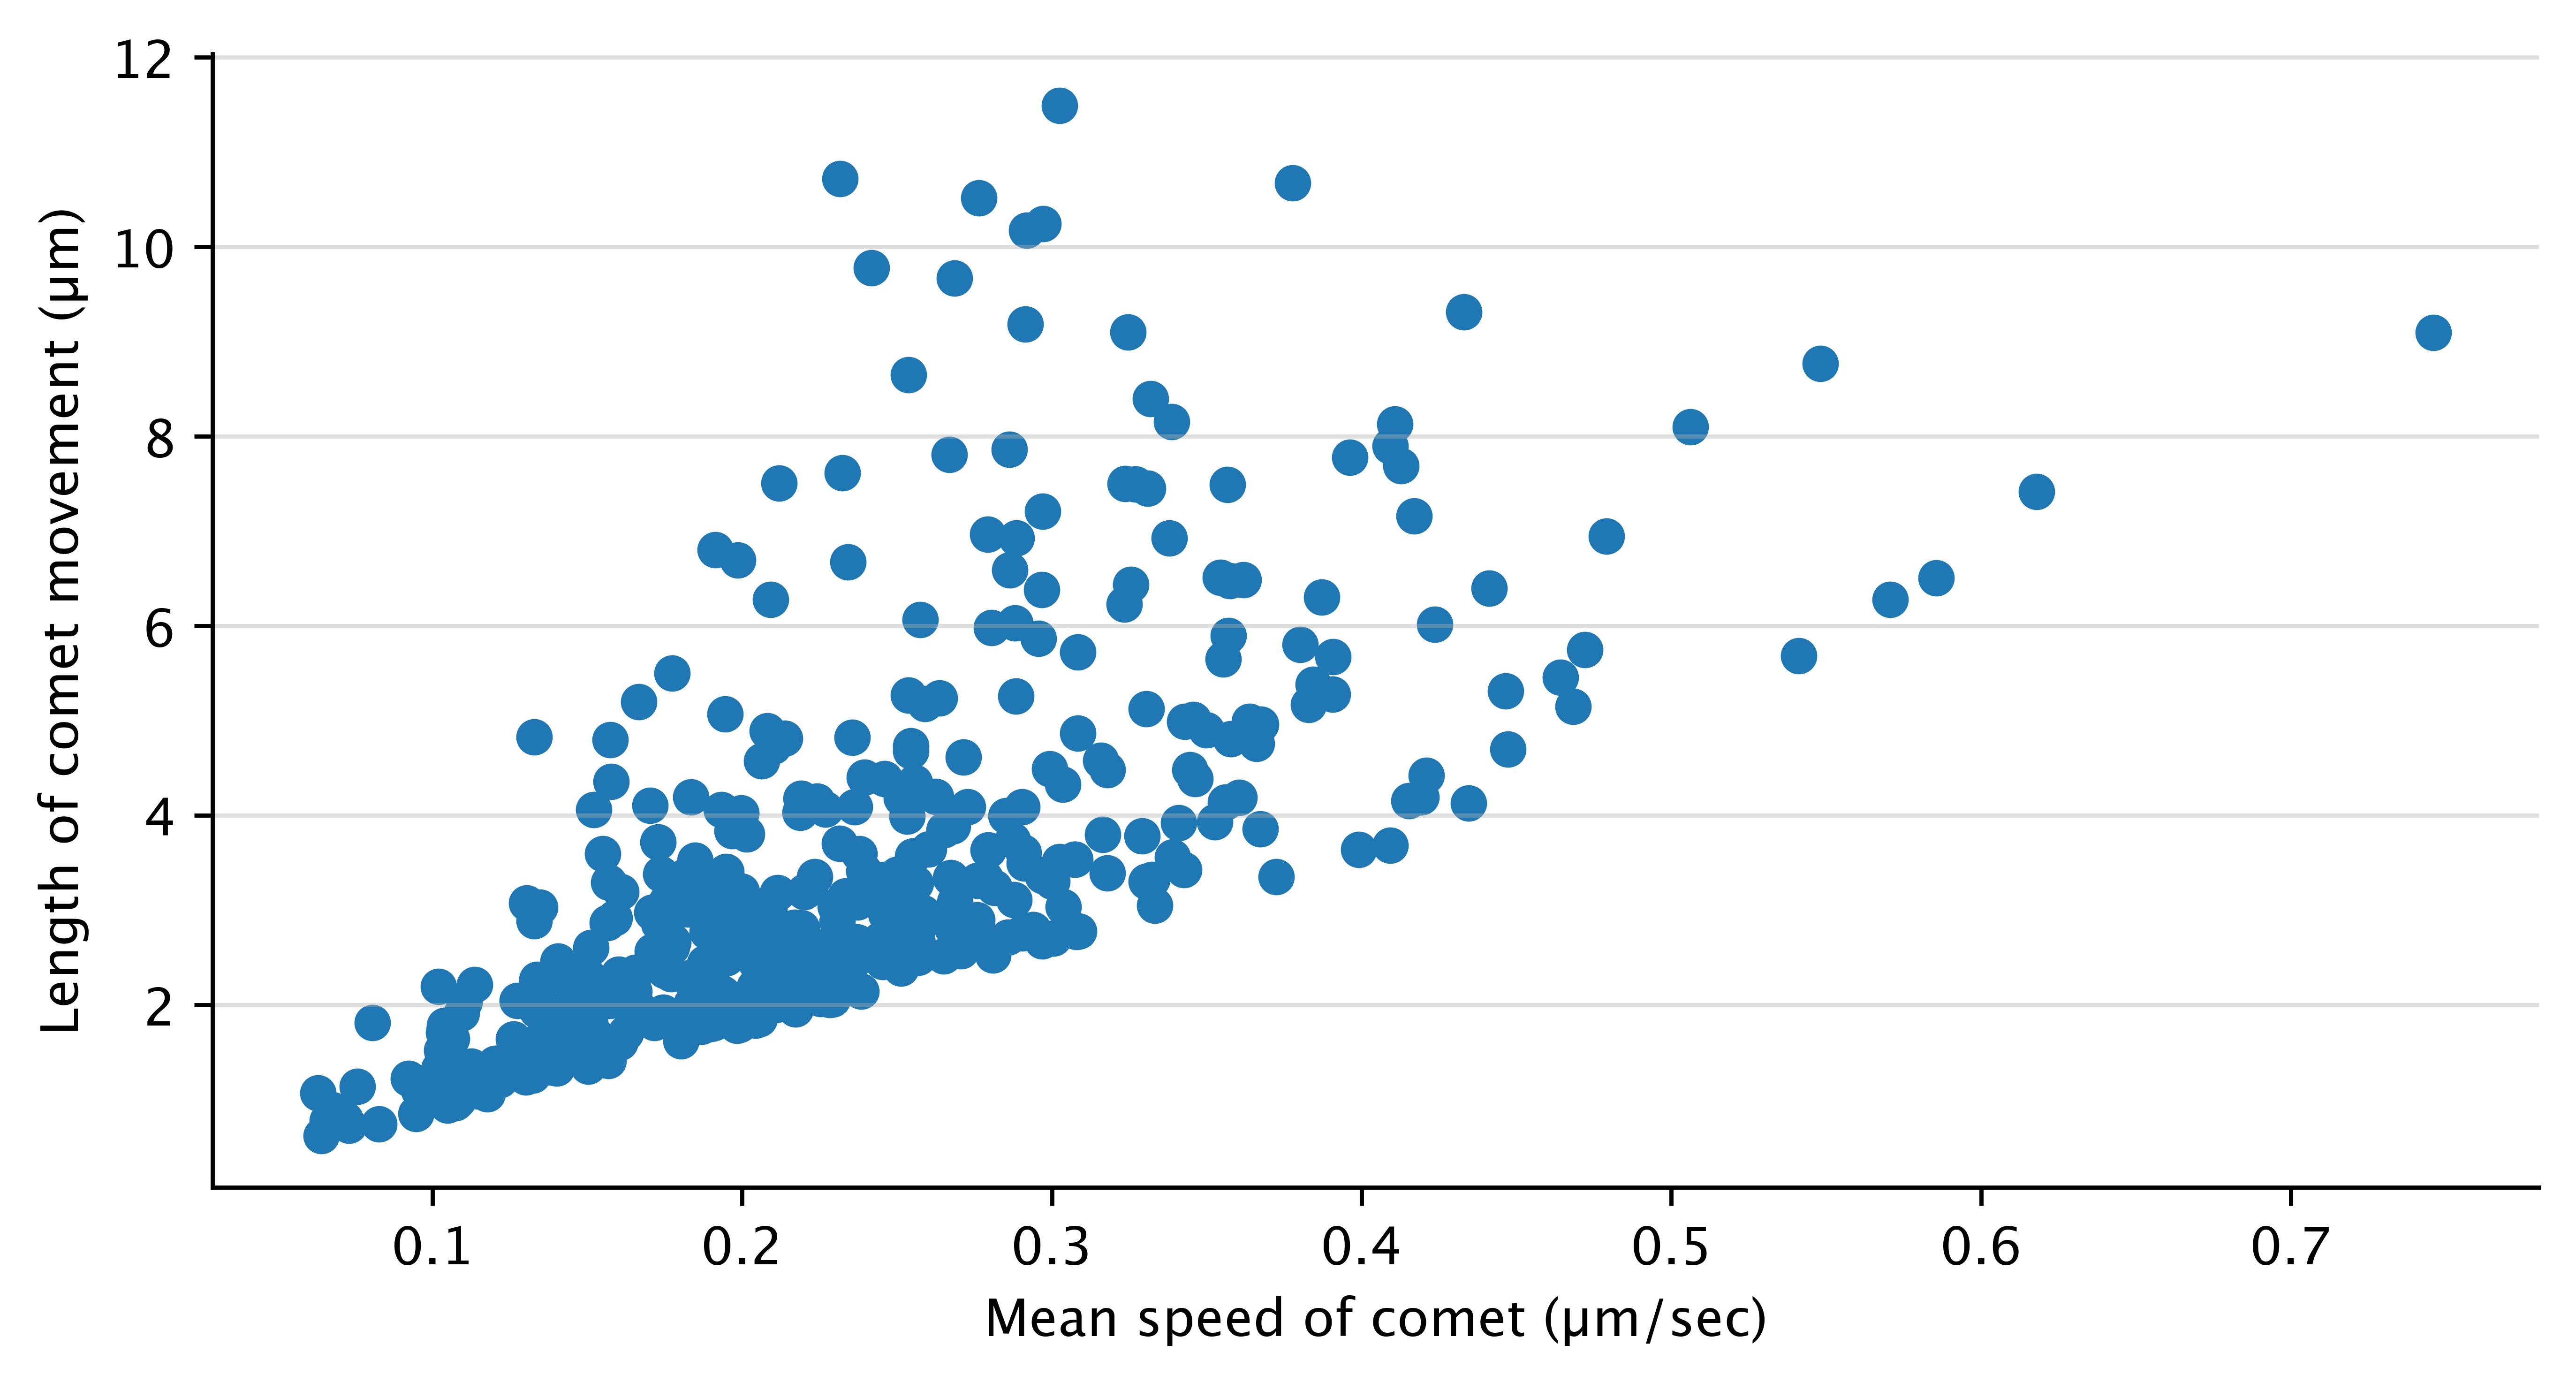 12
10
8
6
4
2
Length of comet movement (µm)
0.1 0.2 0.3 0.4 0.5 0.6 0.7
Mean speed of comet (µm/sec)